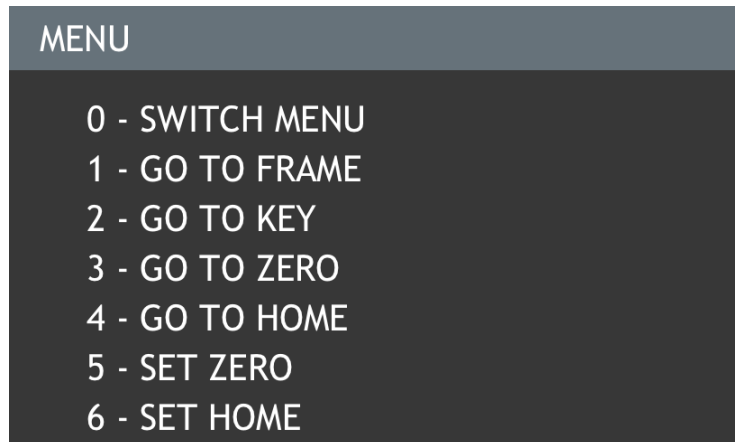 MENU
0 - SWITCH MENU
1 - GO TO FRAME
2 - GO TO KEY
3 - GO TO ZERO
4 - GO TO HOME
5 - SET ZERO
6 - SET HOME